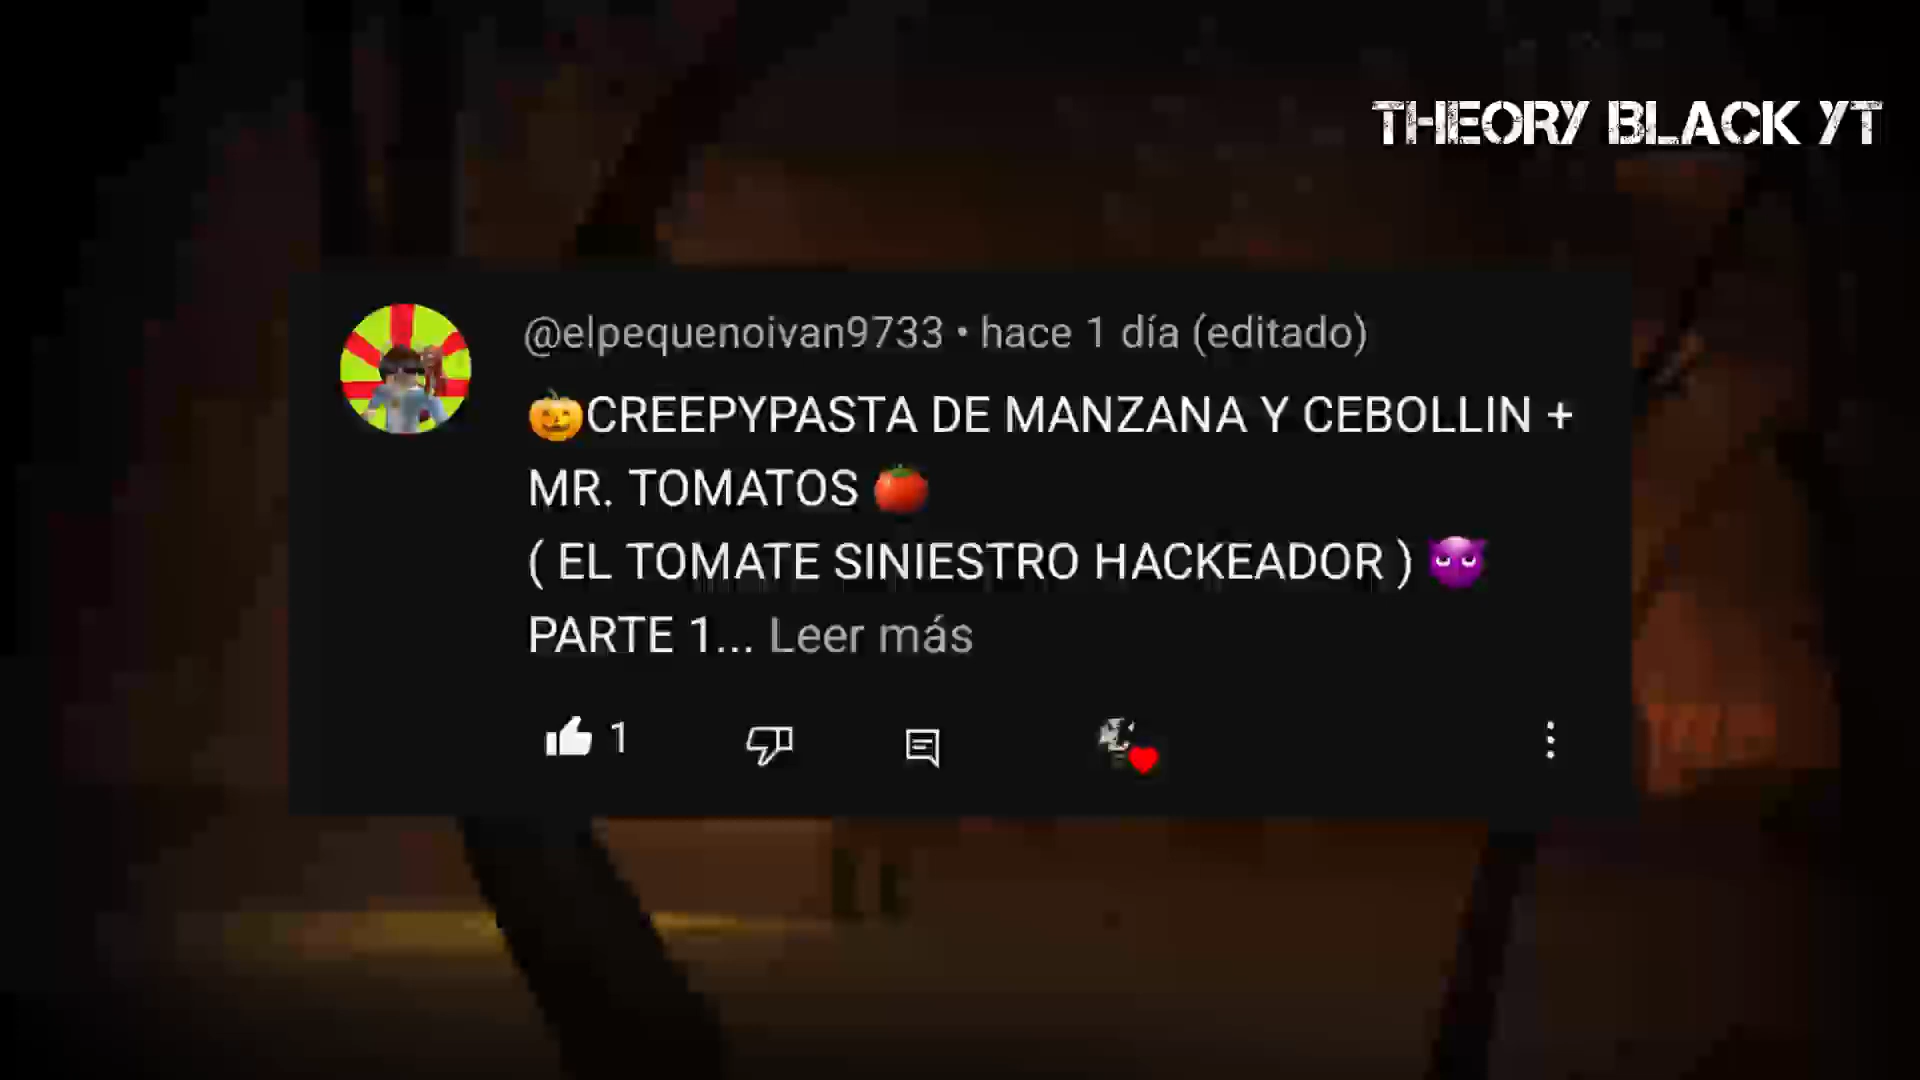 THEORY BLACK YT
@elpequenoivan9733 • hace 1 día (editado)
🎃CREEPYPASTA DE MANZANA Y CEBOLLIN +
MR. TOMATOS 🍅
( EL TOMATE SINIESTRO HACKEADOR ) 😈
PARTE 1... Leer más
1